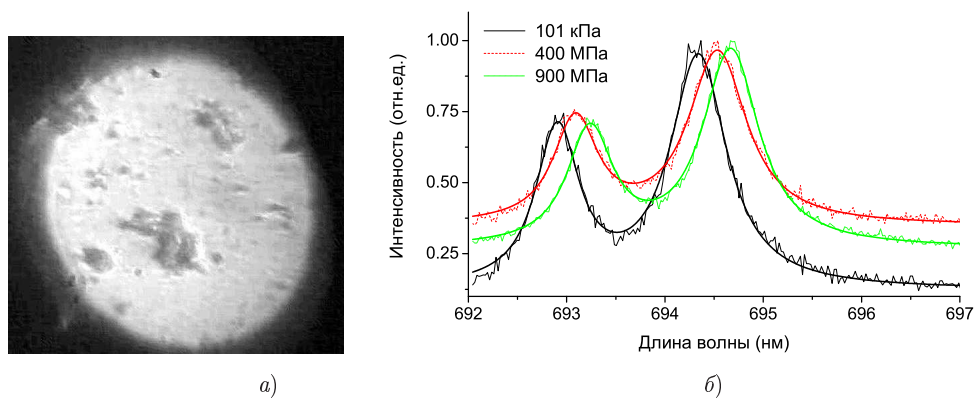 101 кПа
400 МПа
900 МПа
1.00
0.75
0.50
0.25
Интенсивность (отн.ед.)
692 693 694 695 696 697
Длина волны (нм)
а) б)